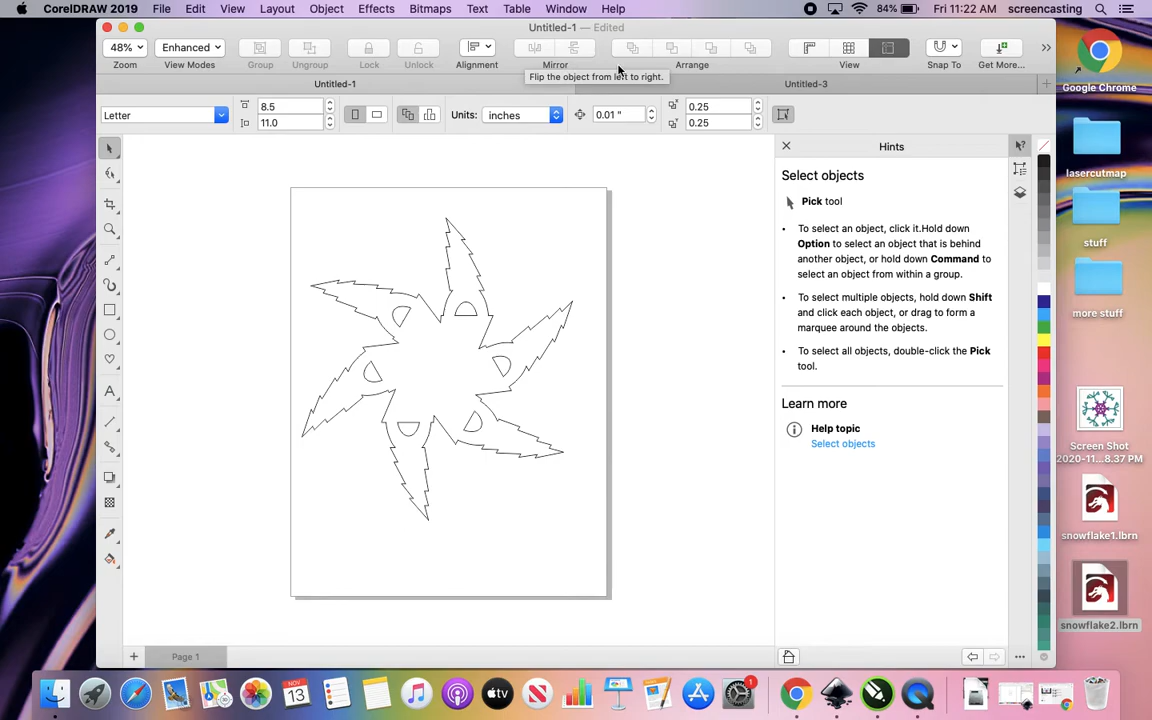 CorelDRAW 2019 File Edit View Layout Object Effects Bitmaps Text Table Window Help 84% Fri 11:22 AM screencasting
Untitled-1 — Edited
48% Enhanced
Zoom View Modes Group Ungroup Lock Unlock Alignment Mirror Arrange View Snap To Get More...
Flip the object from left to right.
Untitled-1 Untitled-3
Google Chrome
Letter 8.5 11.0 Units: inches 0.01 " 0.25 0.25
Hints
Select objects
Pick tool
To select an object, click it.Hold down
Option to select an object that is behind
another object, or hold down Command to
select an object from within a group.
To select multiple objects, hold down Shift
and click each object, or drag to form a
marquee around the objects.
To select all objects, double-click the Pick
tool.
Learn more
Help topic
Select objects
lasercutmap
stuff
more stuff
Screen Shot
2020-11...8.37 PM
snowflake1.lbrn
snowflake2.lbrn
Page 1
NOV
13
1